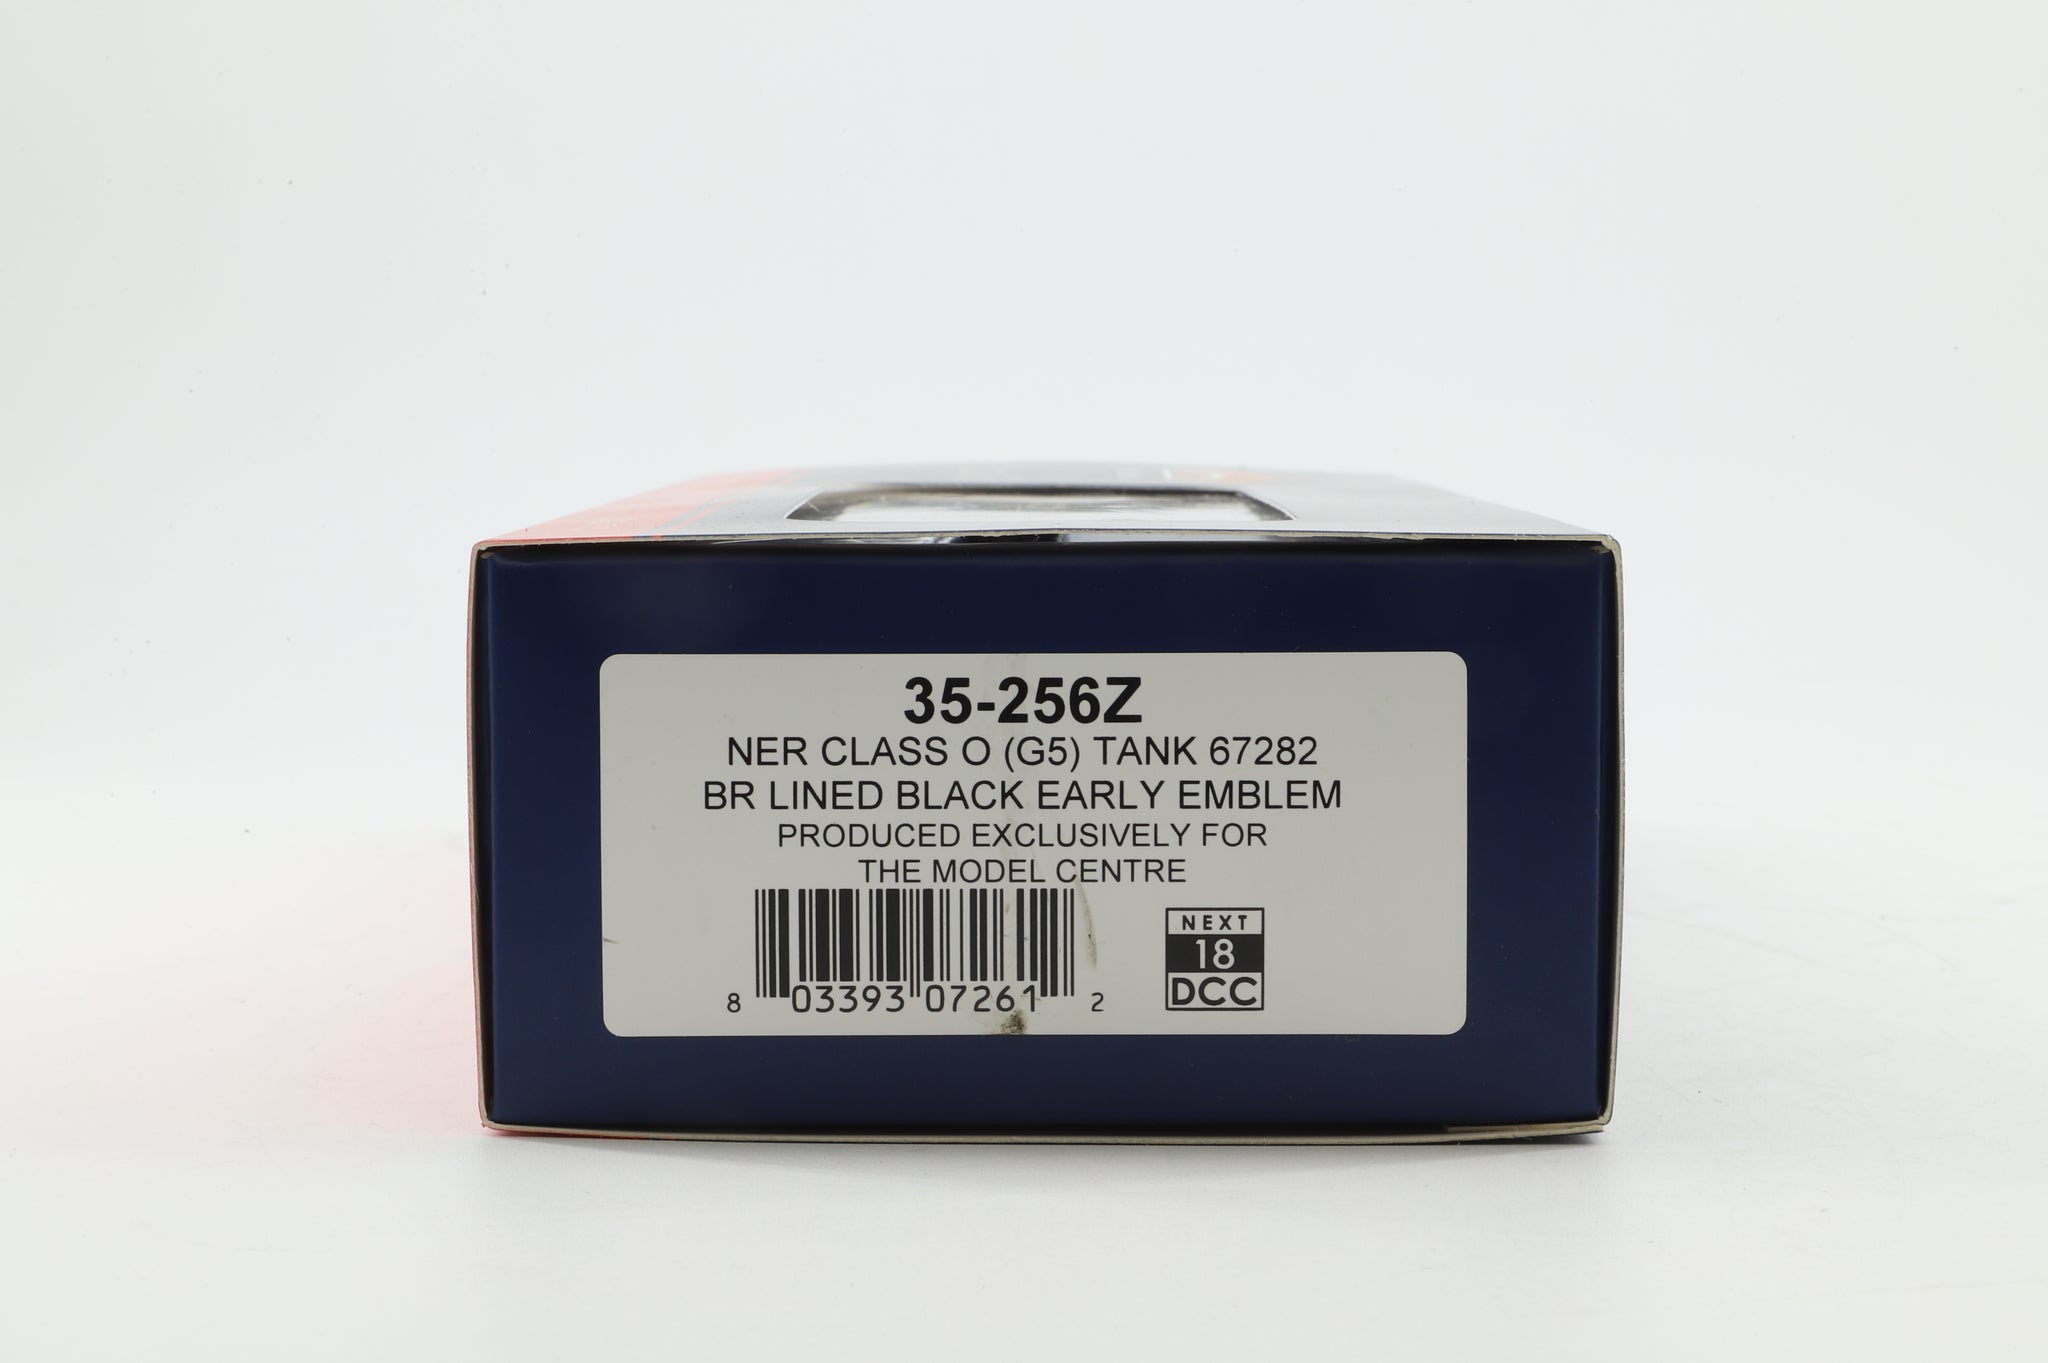 35-256Z
NER CLASS O (G5) TANK 67282
BR LINED BLACK EARLY EMBLEM
PRODUCED EXCLUSIVELY FOR
THE MODEL CENTRE
8 03393 07261 2
NEXT
18
DCC